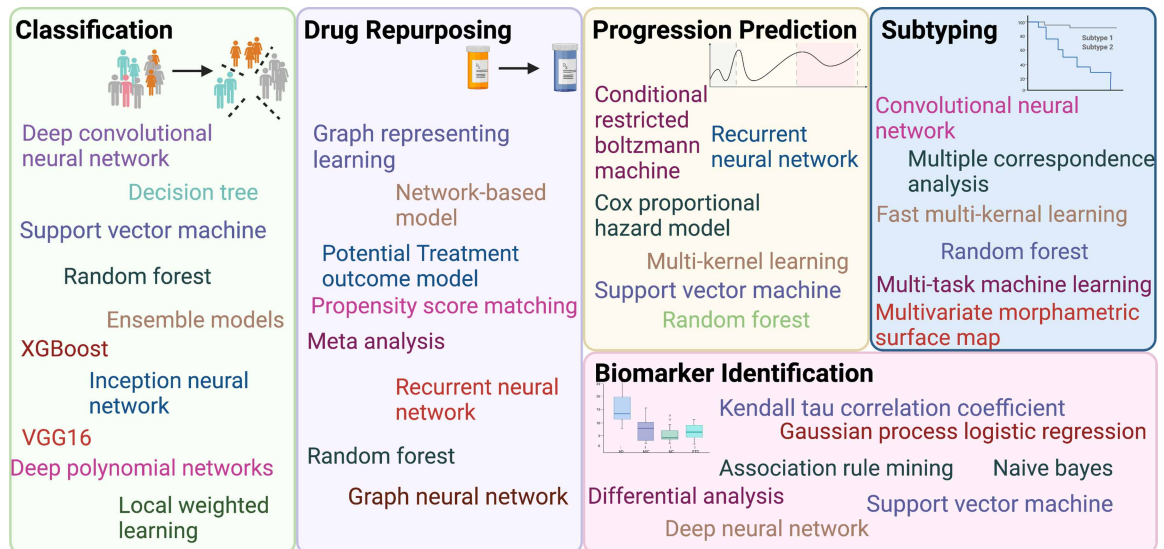 Classification
Deep convolutional
neural network
Decision tree
Support vector machine
Random forest
Ensemble models
XGBoost
Inception neural
network
VGG16
Deep polynomial networks
Local weighted
learning
Drug Repurposing
Graph representing
learning
Network-based
model
Potential Treatment
outcome model
Propensity score matching
Meta analysis
Recurrent neural
network
Random forest
Graph neural network
Progression Prediction
Conditional
restricted
boltzmann
machine
Recurrent
neural network
Cox proportional
hazard model
Multi-kernel learning
Support vector machine
Random forest
Subtyping
Subtype 1
Subtype 2
Convolutional neural
network
Multiple correspondence
analysis
Fast multi-kernal learning
Random forest
Multi-task machine learning
Multivariate morphametric
surface map
Biomarker Identification
Kendall tau correlation coefficient
Gaussian process logistic regression
Association rule mining
Naive bayes
Differential analysis
Support vector machine
Deep neural network